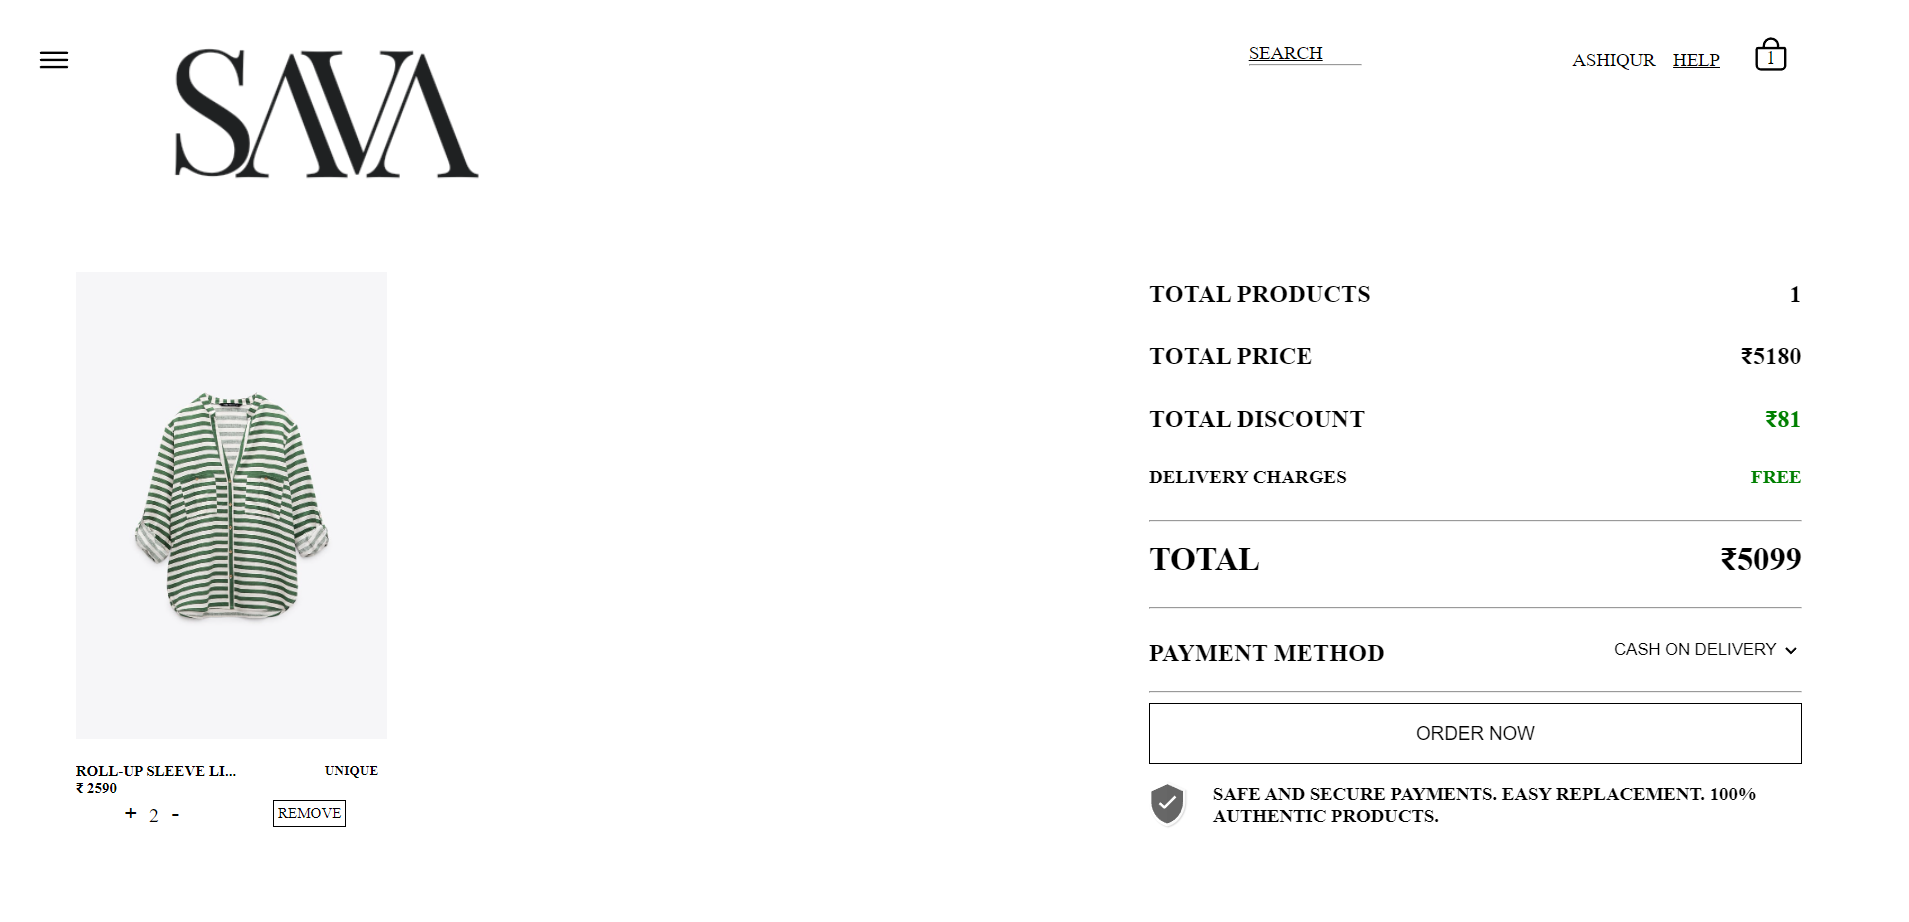 SAVA
SEARCH
ASHIQUR HELP 1
TOTAL PRODUCTS 1
TOTAL PRICE ₹5180
TOTAL DISCOUNT ₹81
DELIVERY CHARGES FREE
TOTAL ₹5099
PAYMENT METHOD CASH ON DELIVERY
ORDER NOW
SAFE AND SECURE PAYMENTS. EASY REPLACEMENT. 100%
AUTHENTIC PRODUCTS.
ROLL-UP SLEEVE LI... UNIQUE
₹ 2590
+ 2 - REMOVE